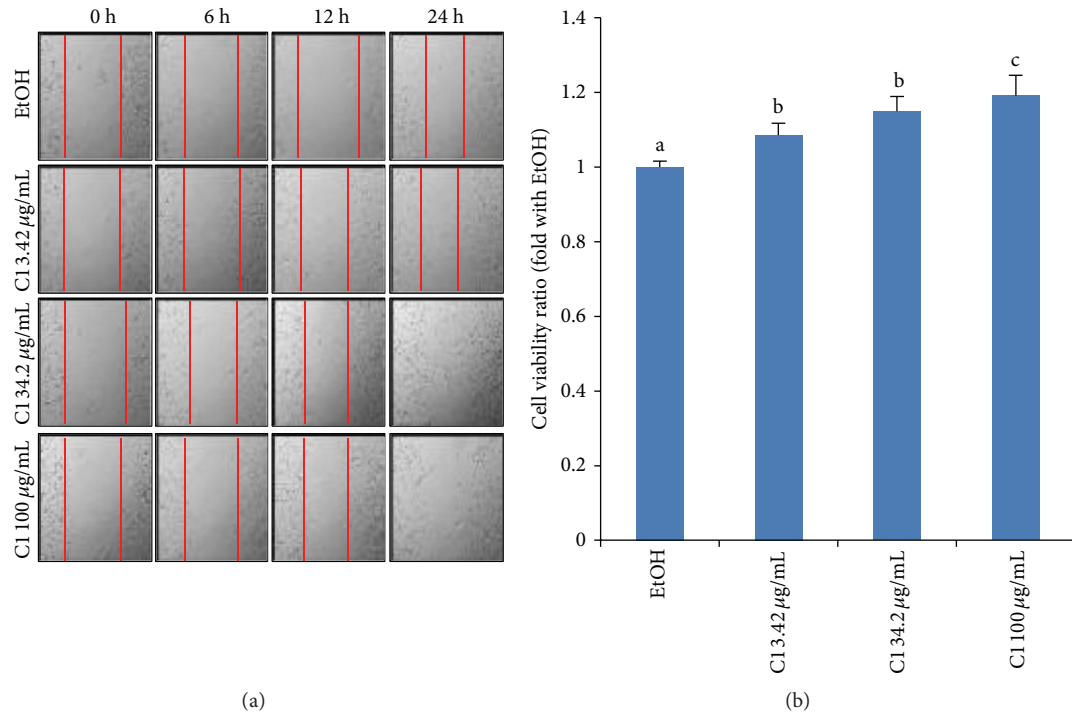 0 h 6 h 12 h 24 h
EtOH
C1 3.42 µg/mL
C1 34.2 µg/mL
C1 100 µg/mL
(a)
Cell viability ratio (fold with EtOH)
1.4
1.2
1
0.8
0.6
0.4
0.2
0
a
b
b
c
EtOH
C1 3.42 µg/mL
C1 34.2 µg/mL
C1 100 µg/mL
(b)